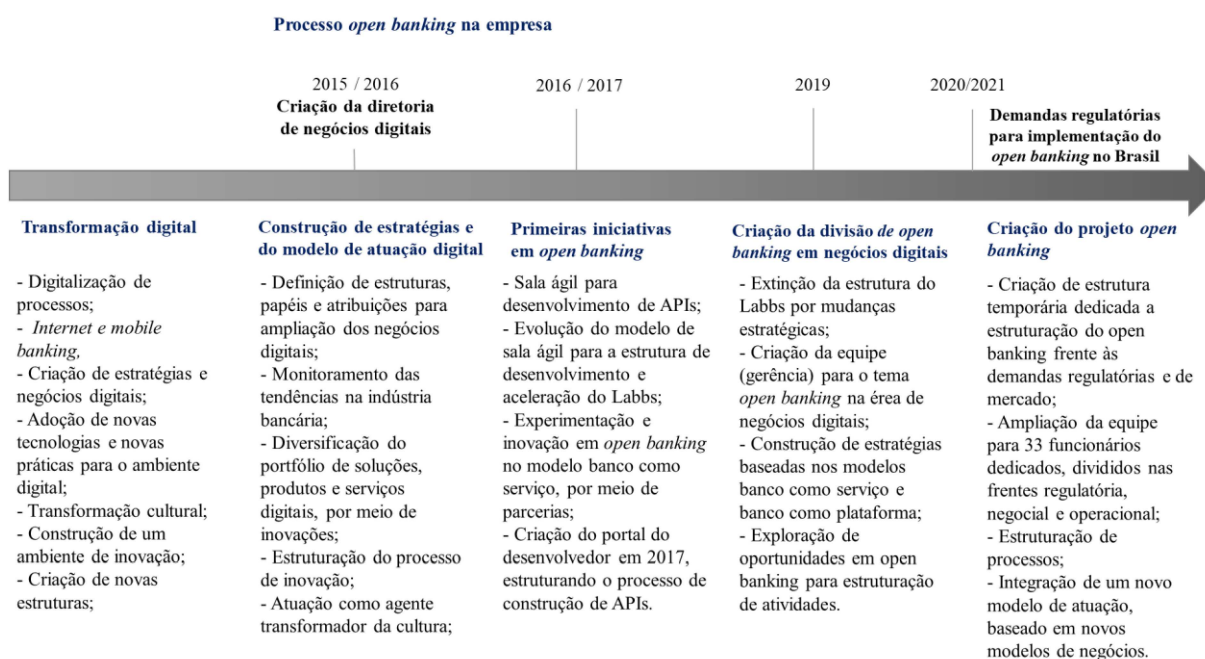 Processo open banking na empresa
2015 / 2016
Criação da diretoria
de negócios digitais
2016 / 2017
2019
2020/2021
Demandas regulatórias
para implementação do
open banking no Brasil
Transformação digital
- Digitalização de
processos;
- Internet e mobile
banking,
- Criação de estratégias e
negócios digitais;
- Adoção de novas
tecnologias e novas
práticas para o ambiente
digital;
- Transformação cultural;
- Construção de um
ambiente de inovação;
- Criação de novas
estruturas;
Construção de estratégias e
do modelo de atuação digital
- Definição de estruturas,
papéis e atribuições para
ampliação dos negócios
digitais;
- Monitoramento das
tendências na indústria
bancária;
- Diversificação do
portfólio de soluções,
produtos e serviços
digitais, por meio de
inovações;
- Estruturação do processo
de inovação;
- Atuação como agente
transformador da cultura;
Primeiras iniciativas
em open banking
- Sala ágil para
desenvolvimento de APIs;
- Evolução do modelo de
sala ágil para a estrutura de
desenvolvimento e
aceleração do Labbs;
- Experimentação e
inovação em open banking
no modelo banco como
serviço, por meio de
parcerias;
- Criação do portal do
desenvolvedor em 2017,
estruturando o processo de
construção de APIs.
Criação da divisão de open
banking em negócios digitais
- Extinção da estrutura do
Labbs por mudanças
estratégicas;
- Criação da equipe
(gerência) para o tema
open banking na érea de
negócios digitais;
- Construção de estratégias
baseadas nos modelos
banco como serviço e
banco como plataforma;
- Exploração de
oportunidades em open
banking para estruturação
de atividades.
Criação do projeto open
banking
- Criação de estrutura
temporária dedicada a
estruturação do open
banking frente às
demandas regulatórias e de
mercado;
- Ampliação da equipe
para 33 funcionários
dedicados, divididos nas
frentes regulatória,
negocial e operacional;
- Estruturação de
processos;
- Integração de um novo
modelo de atuação,
baseado em novos
modelos de negócios.